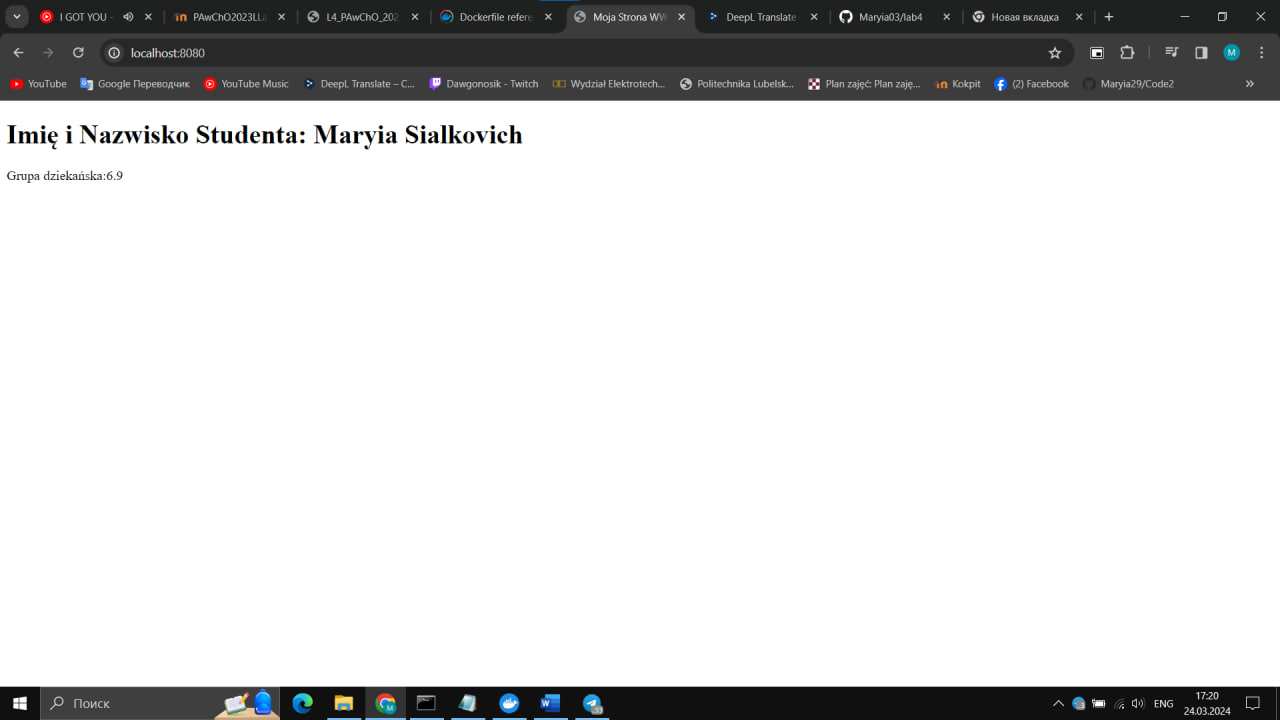 I GOT YOU -
PAwChO2023LLa
L4_PAwChO_202
Dockerfile refere
Moja Strona WW
DeepL Translate
Maryia03/lab4
Новая вкладка
localhost:8080
M
YouTube
Google Переводчик
YouTube Music
DeepL Translate – C...
Dawgonosik - Twitch
Wydział Elektrotech...
Politechnika Lubelsk...
Plan zajęć: Plan zaję...
Kokpit
(2) Facebook
Maryia29/Code2
Imię i Nazwisko Studenta: Maryia Sialkovich
Grupa dziekańska:6.9
Поиск
ENG
17:20
24.03.2024